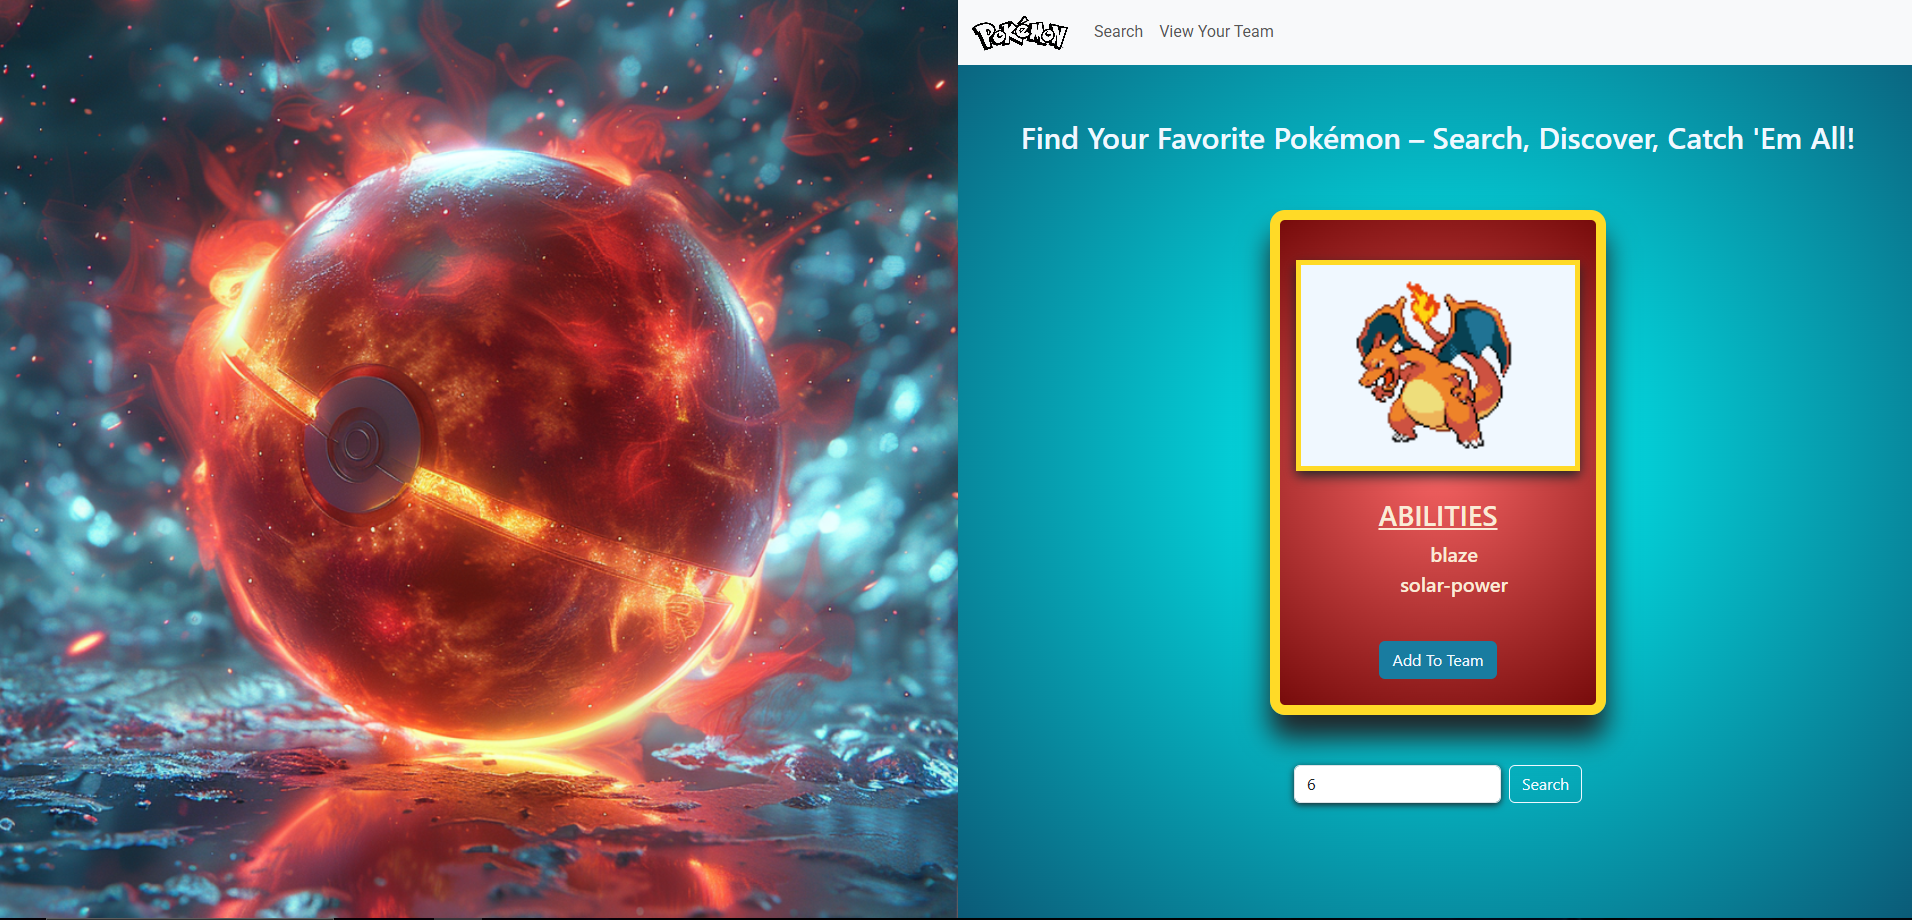 Pokémon
Search
View Your Team
Find Your Favorite Pokémon – Search, Discover, Catch 'Em All!
ABILITIES
blaze
solar-power
Add To Team
6
Search